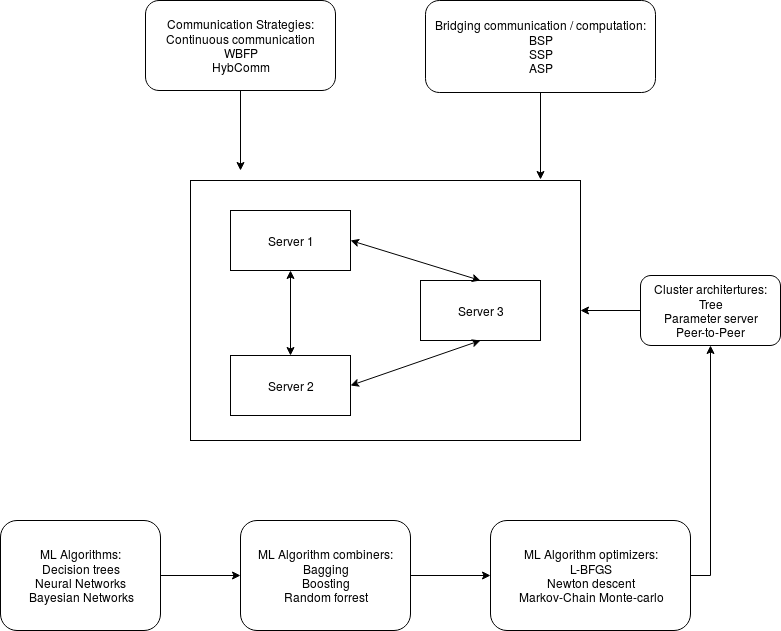 Communication Strategies:
Continuous communication
WBFP
HybComm
Bridging communication / computation:
BSP
SSP
ASP
Server 1
Server 3
Server 2
Cluster architertures:
Tree
Parameter server
Peer-to-Peer
ML Algorithms:
Decision trees
Neural Networks
Bayesian Networks
ML Algorithm combiners:
Bagging
Boosting
Random forrest
ML Algorithm optimizers:
L-BFGS
Newton descent
Markov-Chain Monte-carlo